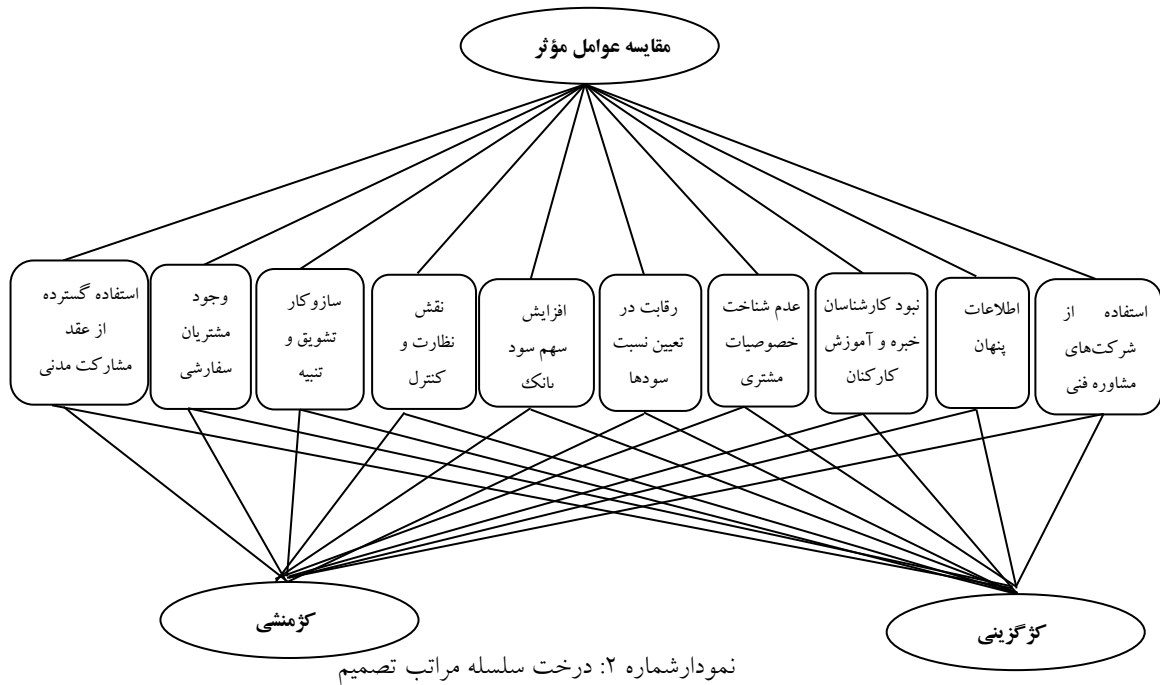 مقایسه عوامل مؤثر
استفاده از
شرکت‌های
مشاوره فنی
اطلاعات
پنهان
نبود کارشناسان
خبره و آموزش
کارکنان
عدم شناخت
خصوصیات
مشتری
رقابت در
تعیین نسبت
سودها
افزایش
سهم سود
بانک
نقش
نظارت و
کنترل
سازوکار
تشویق و
تنبیه
وجود
مشتریان
سفارشی
استفاده گسترده
از عقد
مشارکت مدنی
کژگزینی
کژمنشی
نمودارشماره ۲: درخت سلسله مراتب تصمیم